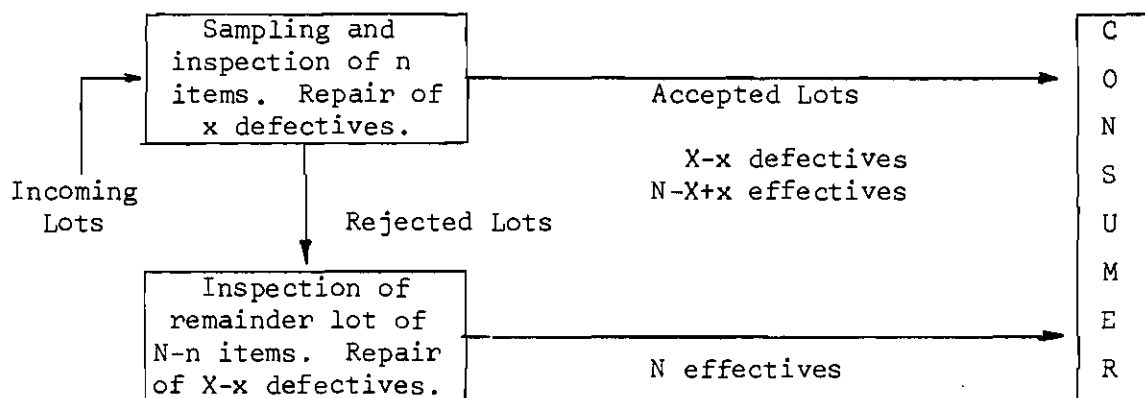 Sampling and
inspection of n
items. Repair of
x defectives.
Accepted Lots
X-x defectives
N-X+x effectives
Incoming
Lots
Rejected Lots
Inspection of
remainder lot of
N-n items. Repair
of X-x defectives.
N effectives
C
O
N
S
U
M
E
R